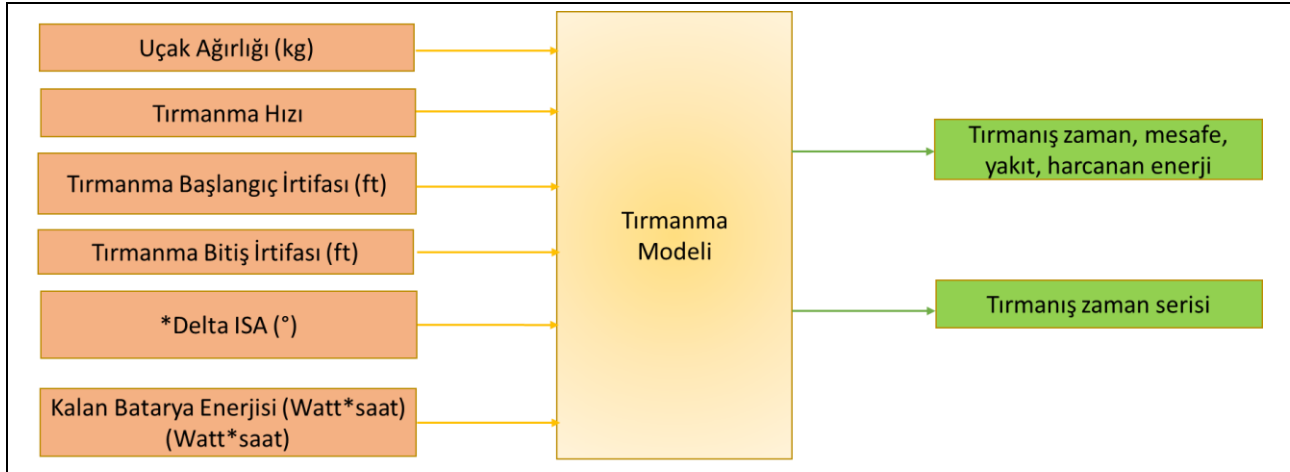 Uçak Ağırlığı (kg)
Tırmanma Hızı
Tırmanma Başlangıç İrtifası (ft)
Tırmanma Bitiş İrtifası (ft)
*Delta ISA (°)
Kalan Batarya Enerjisi (Watt*saat)
(Watt*saat)
Tırmanma
Modeli
Tırmanış zaman, mesafe,
yakıt, harcanan enerji
Tırmanış zaman serisi